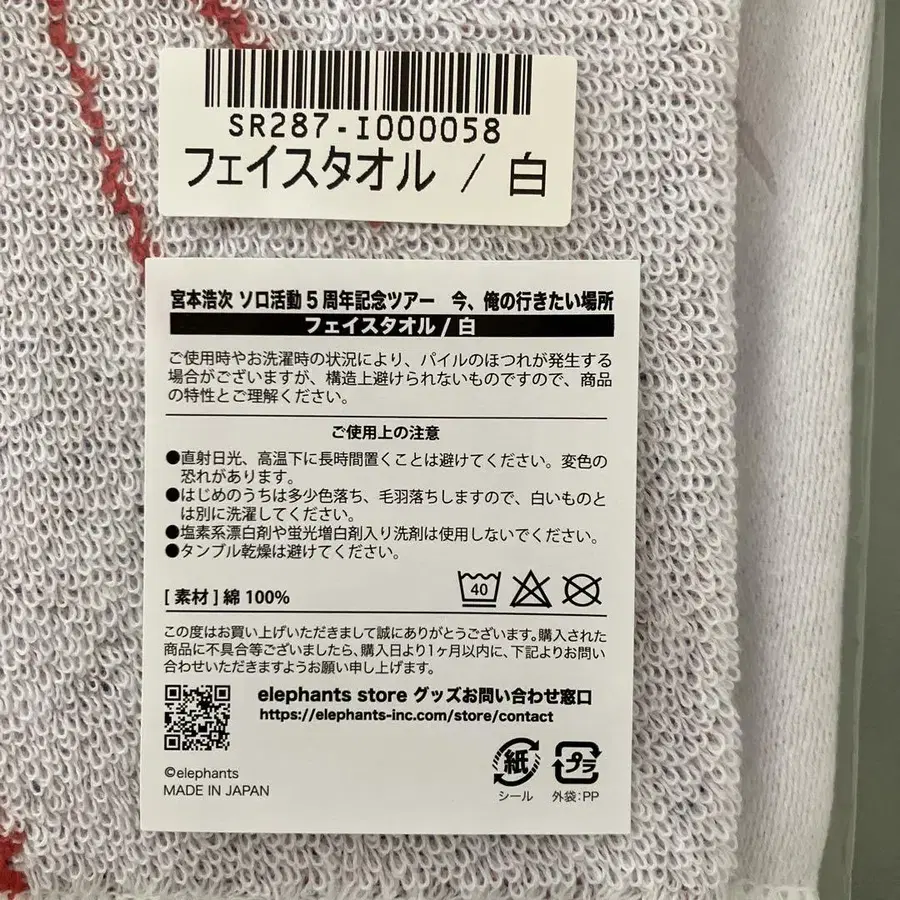 SR287-I000058
フェイスタオル / 白
宮本浩次 ソロ活動5周年記念ツアー 今、俺の行きたい場所
フェイスタオル / 白
ご使用時やお洗濯時の状況により、パイルのほつれが発生する
場合がございますが、構造上避けられないものですので、商品
の特性とご理解ください。
ご使用上の注意
●直射日光、高温下に長時間置くことは避けてください。変色の
恐れがあります。
●はじめのうちは多少色落ち、毛羽落ちしますので、白いものと
は別に洗濯してください。
●塩素系漂白剤や蛍光増白剤入り洗剤は使用しないでください。
●タンブル乾燥は避けてください。
[ 素材 ] 綿 100%
40
この度はお買い上げいただきまして誠にありがとうございます。購入された
商品に不具合等ございましたら、購入日より1ヶ月以内に、下記よりお問い
合わせいただきますようお願い申し上げます。
elephants store グッズお問い合わせ窓口
https://elephants-inc.com/store/contact
紙
プラ
シール
外袋:PP
©elephants
MADE IN JAPAN